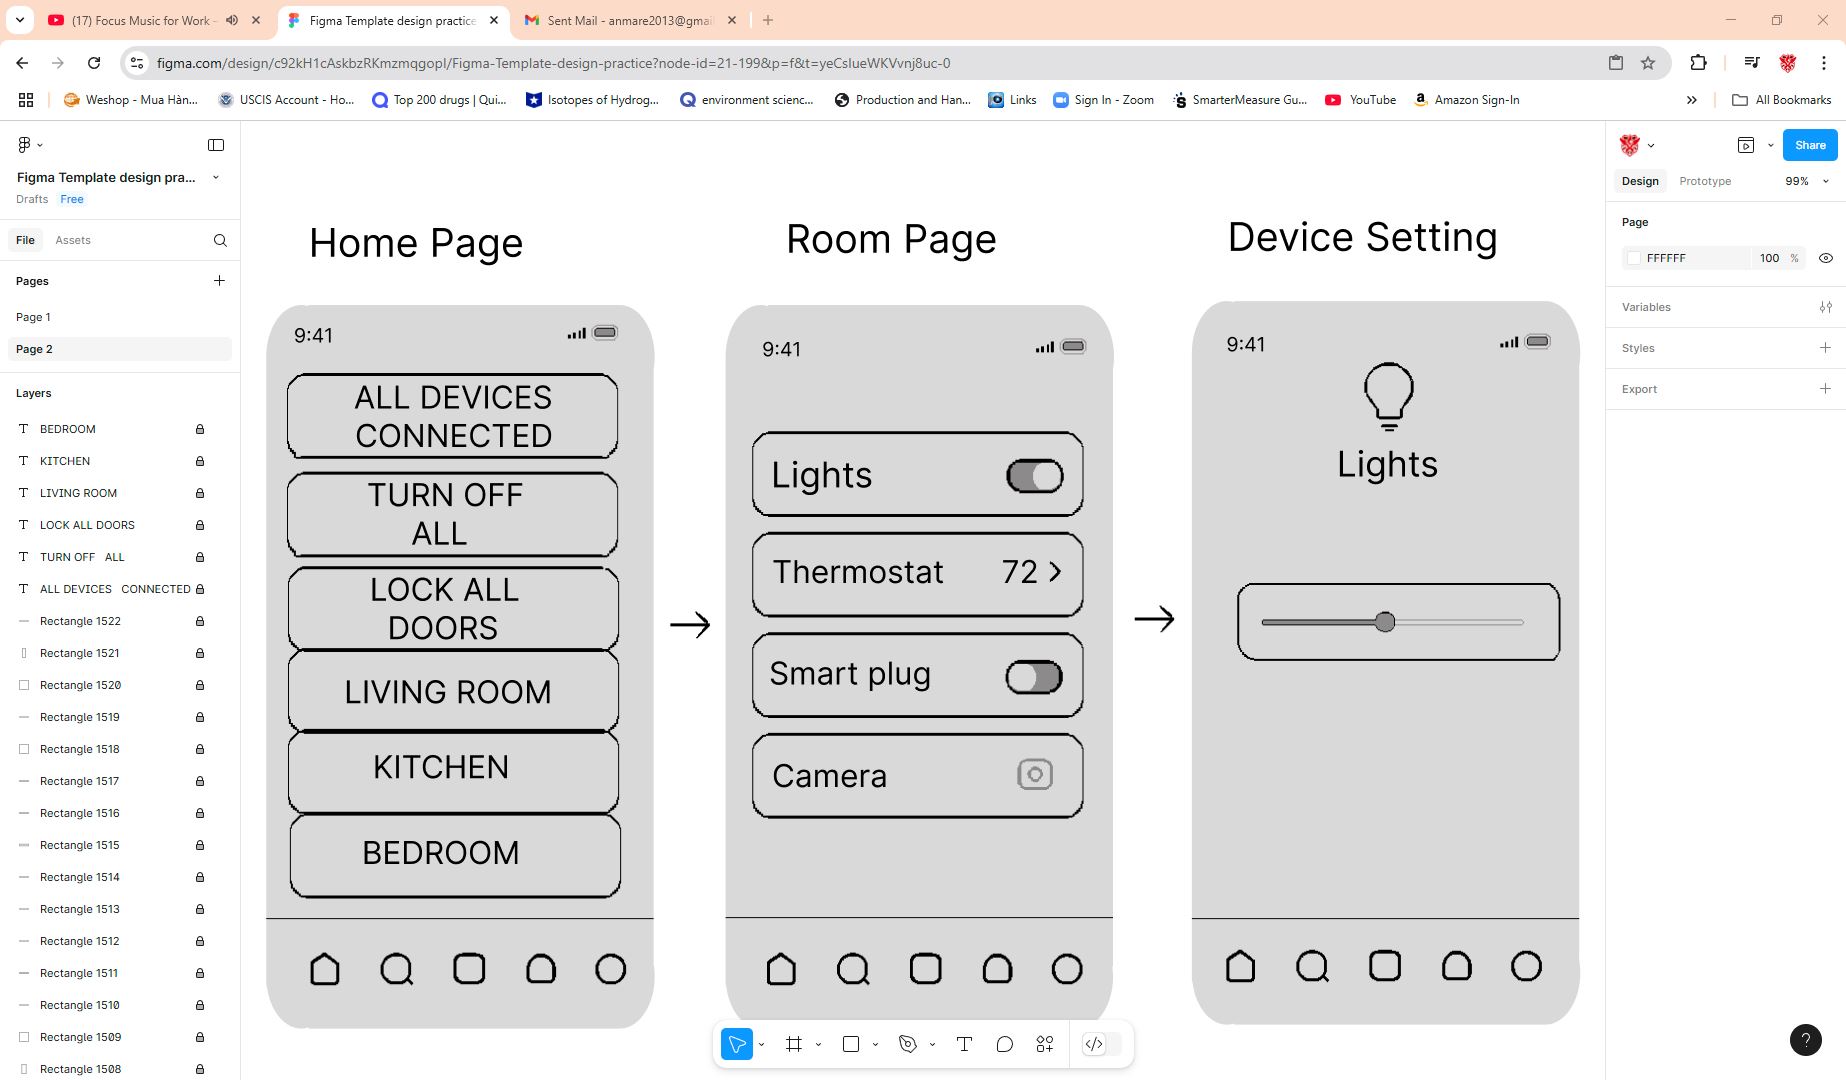 (17) Focus Music for Work -
Figma Template design practice
Sent Mail - anmare2013@gmai
figma.com/design/c92kH1cAskbzRKmzmqgopl/Figma-Template-design-practice?node-id=21-199&p=f&t=yeCslueWKVvnj8uc-0
Weshop - Mua Hàn...
USCIS Account - Ho...
Top 200 drugs | Qui...
Isotopes of Hydrog...
environment scienc...
Production and Han...
Links
Sign In - Zoom
SmarterMeasure Gu...
YouTube
Amazon Sign-In
All Bookmarks
Figma Template design pra...
Drafts Free
File Assets
Pages
Page 1
Page 2
Layers
BEDROOM
KITCHEN
LIVING ROOM
LOCK ALL DOORS
TURN OFF ALL
ALL DEVICES CONNECTED
Rectangle 1522
Rectangle 1521
Rectangle 1520
Rectangle 1519
Rectangle 1518
Rectangle 1517
Rectangle 1516
Rectangle 1515
Rectangle 1514
Rectangle 1513
Rectangle 1512
Rectangle 1511
Rectangle 1510
Rectangle 1509
Rectangle 1508
Home Page
9:41
ALL DEVICES
CONNECTED
TURN OFF
ALL
LOCK ALL
DOORS
LIVING ROOM
KITCHEN
BEDROOM
Room Page
9:41
Lights
Thermostat 72 >
Smart plug
Camera
Device Setting
9:41
Lights
Share
Design Prototype 99%
Page
FFFFFF 100 %
Variables
Styles
Export
?